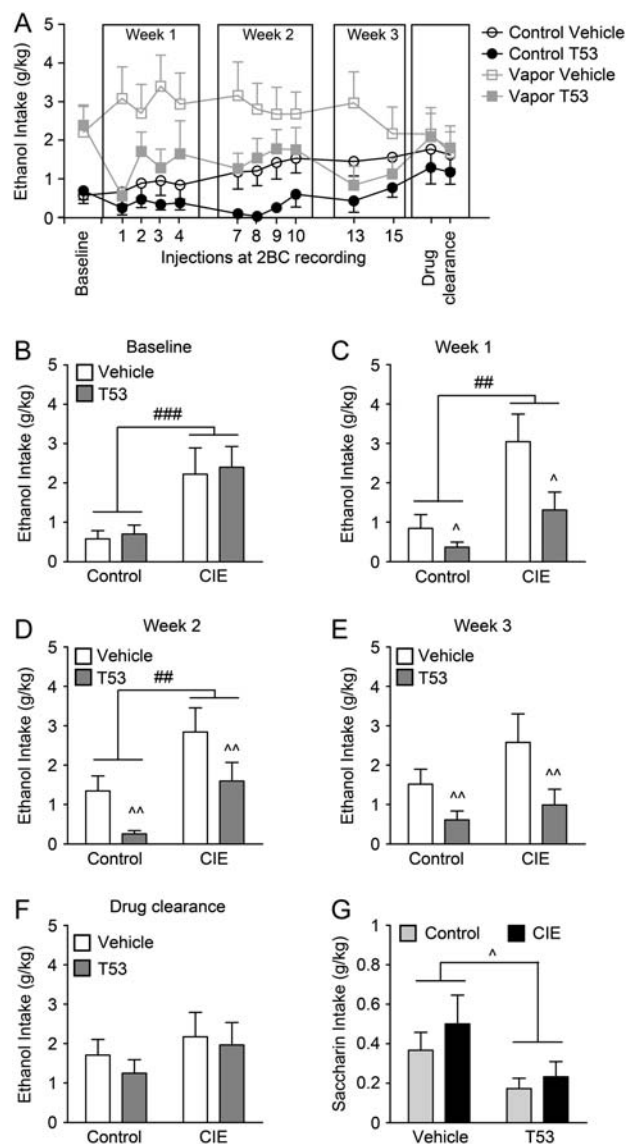 A
Week 1
Week 2
Week 3
Control Vehicle
Control T53
Vapor Vehicle
Vapor T53
Ethanol Intake (g/kg)
5
4
3
2
1
0
Baseline
1 2 3 4 7 8 9 10 13 15
Drug
clearance
Injections at 2BC recording
B
Baseline
Ethanol Intake (g/kg)
5
4
3
2
1
0
Vehicle
T53
###
Control CIE
C
Week 1
Ethanol Intake (g/kg)
5
4
3
2
1
0
##
^ ^
Control CIE
D
Week 2
Ethanol Intake (g/kg)
5
4
3
2
1
0
Vehicle
T53
##
^^ ^^
Control CIE
E
Week 3
Ethanol Intake (g/kg)
5
4
3
2
1
0
Vehicle
T53
^^ ^^
Control CIE
F
Drug clearance
Ethanol Intake (g/kg)
5
4
3
2
1
0
Vehicle
T53
Control CIE
G
Saccharin Intake (g/kg)
1
0.8
0.6
0.4
0.2
0
Control CIE
^
Vehicle T53